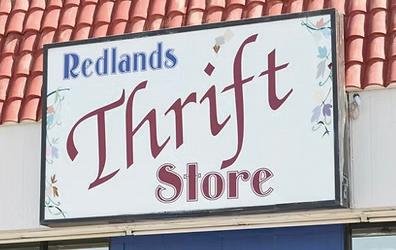 Redlands
Thrift
Store